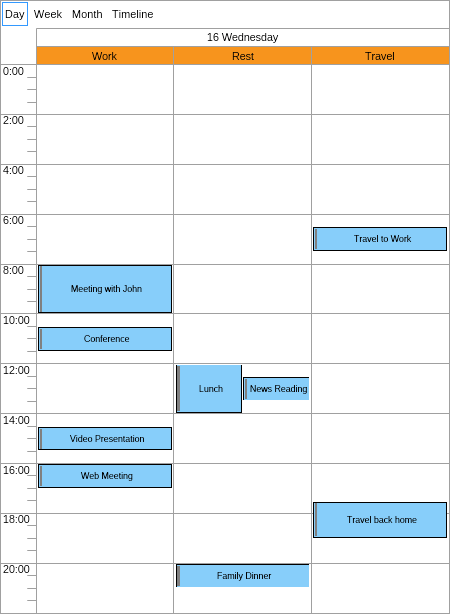 Day Week Month Timeline
16 Wednesday
Work Rest Travel
0:00
2:00
4:00
6:00
Travel to Work
8:00
Meeting with John
10:00
Conference
12:00
Lunch News Reading
14:00
Video Presentation
16:00
Web Meeting
18:00
Travel back home
20:00
Family Dinner